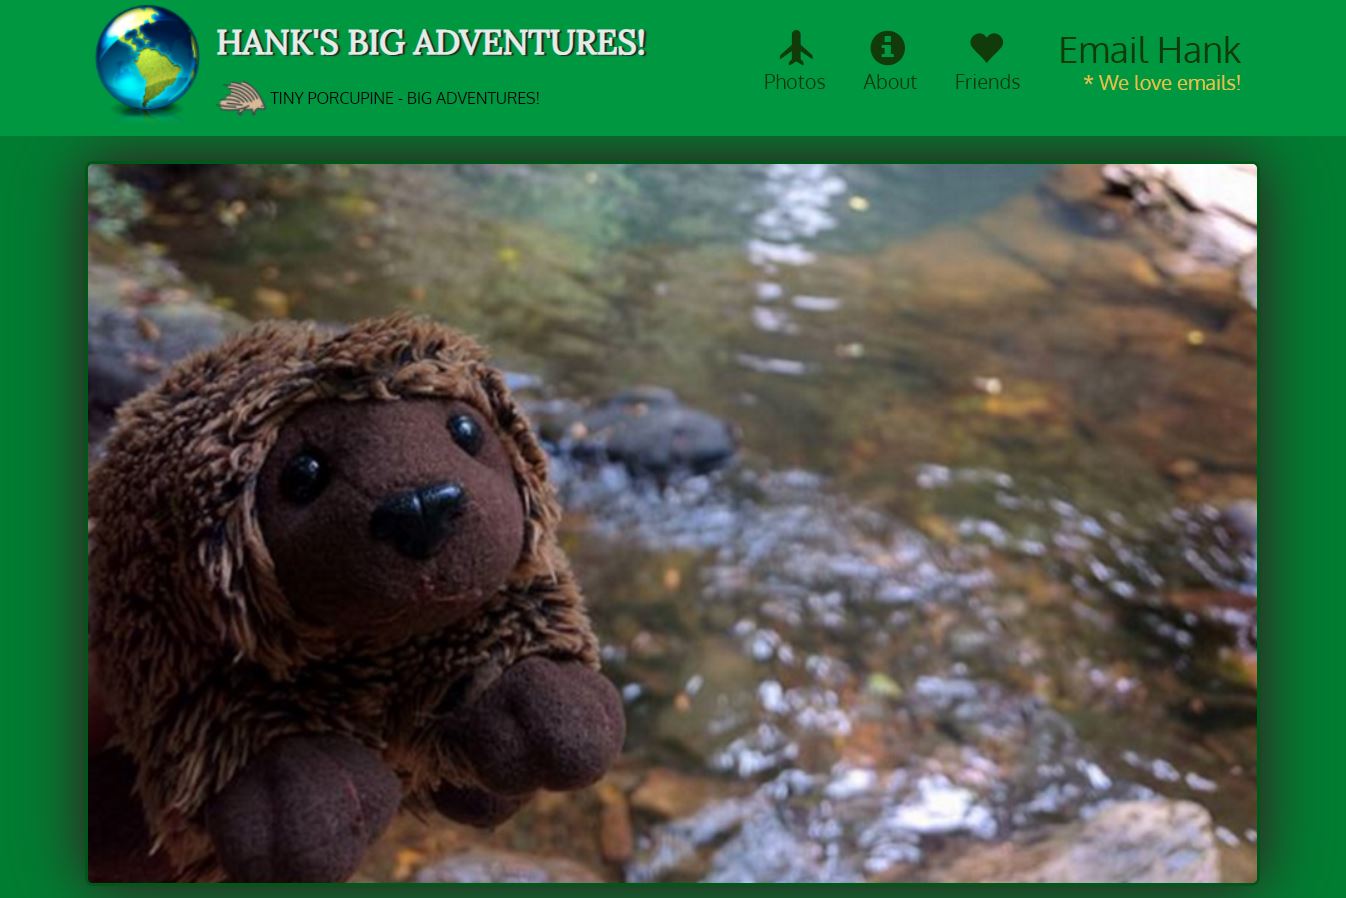 HANK'S BIG ADVENTURES!
TINY PORCUPINE - BIG ADVENTURES!
Photos
About
Friends
Email Hank
* We love emails!